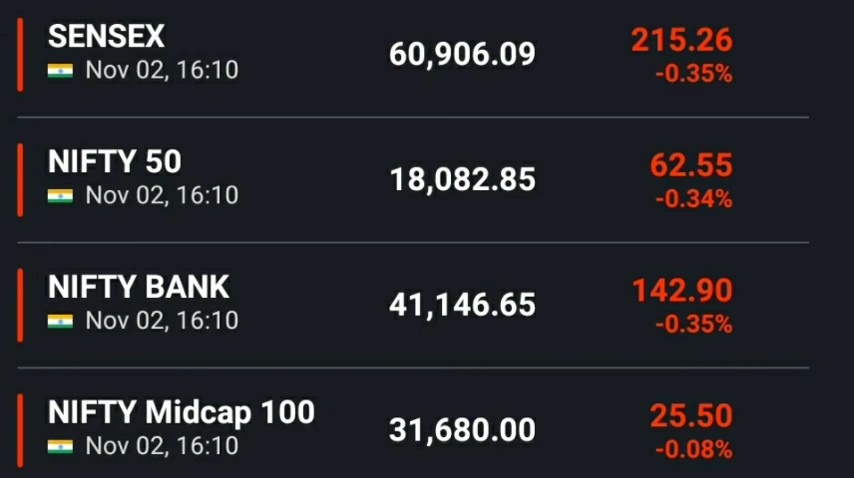 SENSEX
Nov 02, 16:10
60,906.09
215.26
-0.35%
NIFTY 50
Nov 02, 16:10
18,082.85
62.55
-0.34%
NIFTY BANK
Nov 02, 16:10
41,146.65
142.90
-0.35%
NIFTY Midcap 100
Nov 02, 16:10
31,680.00
25.50
-0.08%